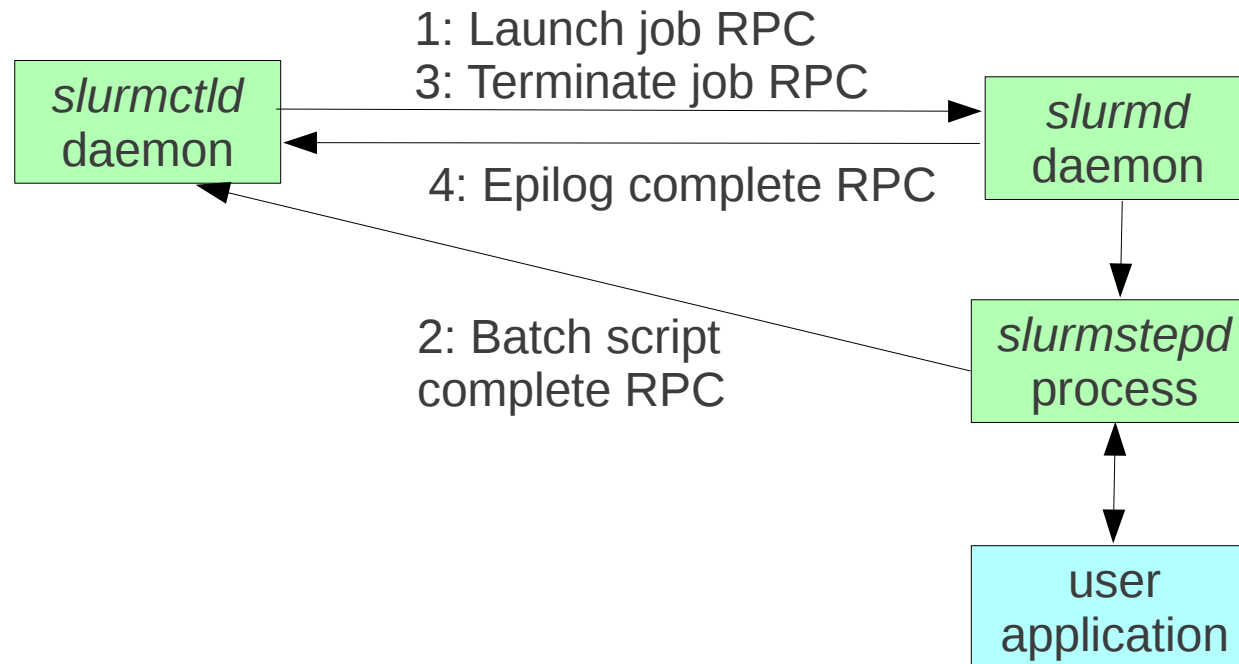 1: Launch job RPC
3: Terminate job RPC
slurmctld
daemon
slurmd
daemon
4: Epilog complete RPC
2: Batch script
complete RPC
slurmstepd
process
user
application